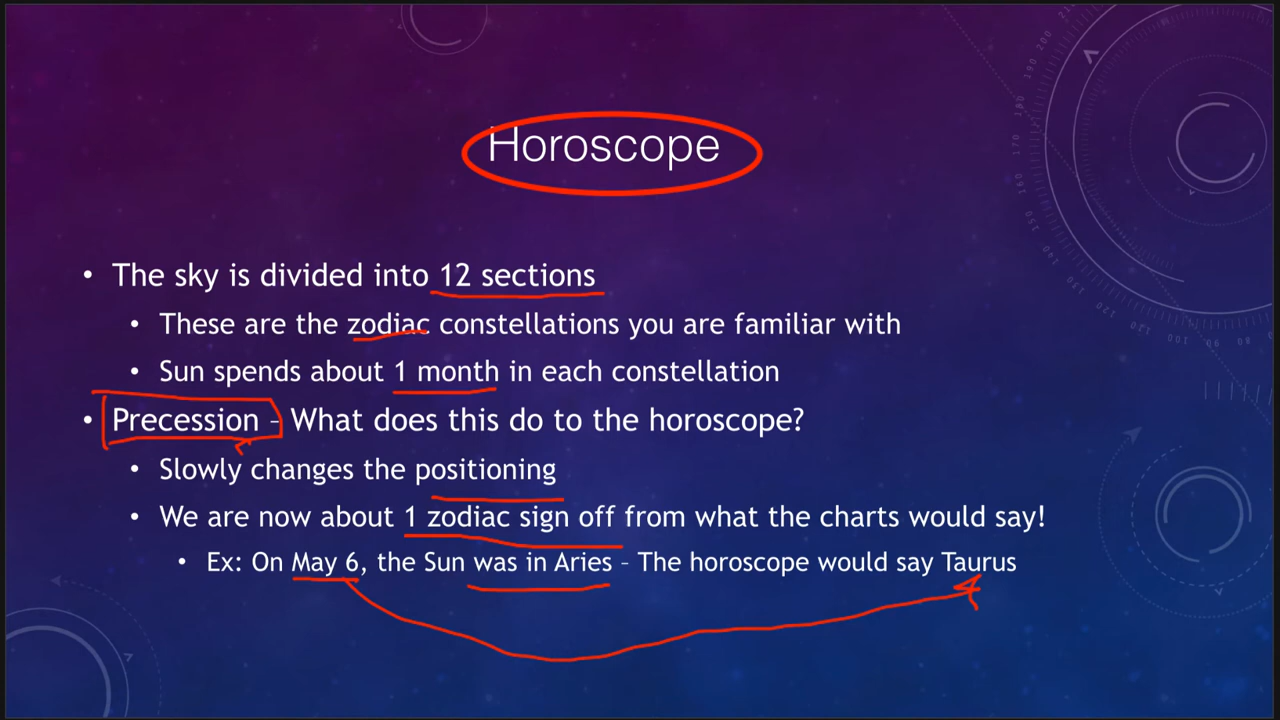 Horoscope
• The sky is divided into 12 sections
• These are the zodiac constellations you are familiar with
• Sun spends about 1 month in each constellation
• Precession – What does this do to the horoscope?
• Slowly changes the positioning
• We are now about 1 zodiac sign off from what the charts would say!
• Ex: On May 6, the Sun was in Aries – The horoscope would say Taurus